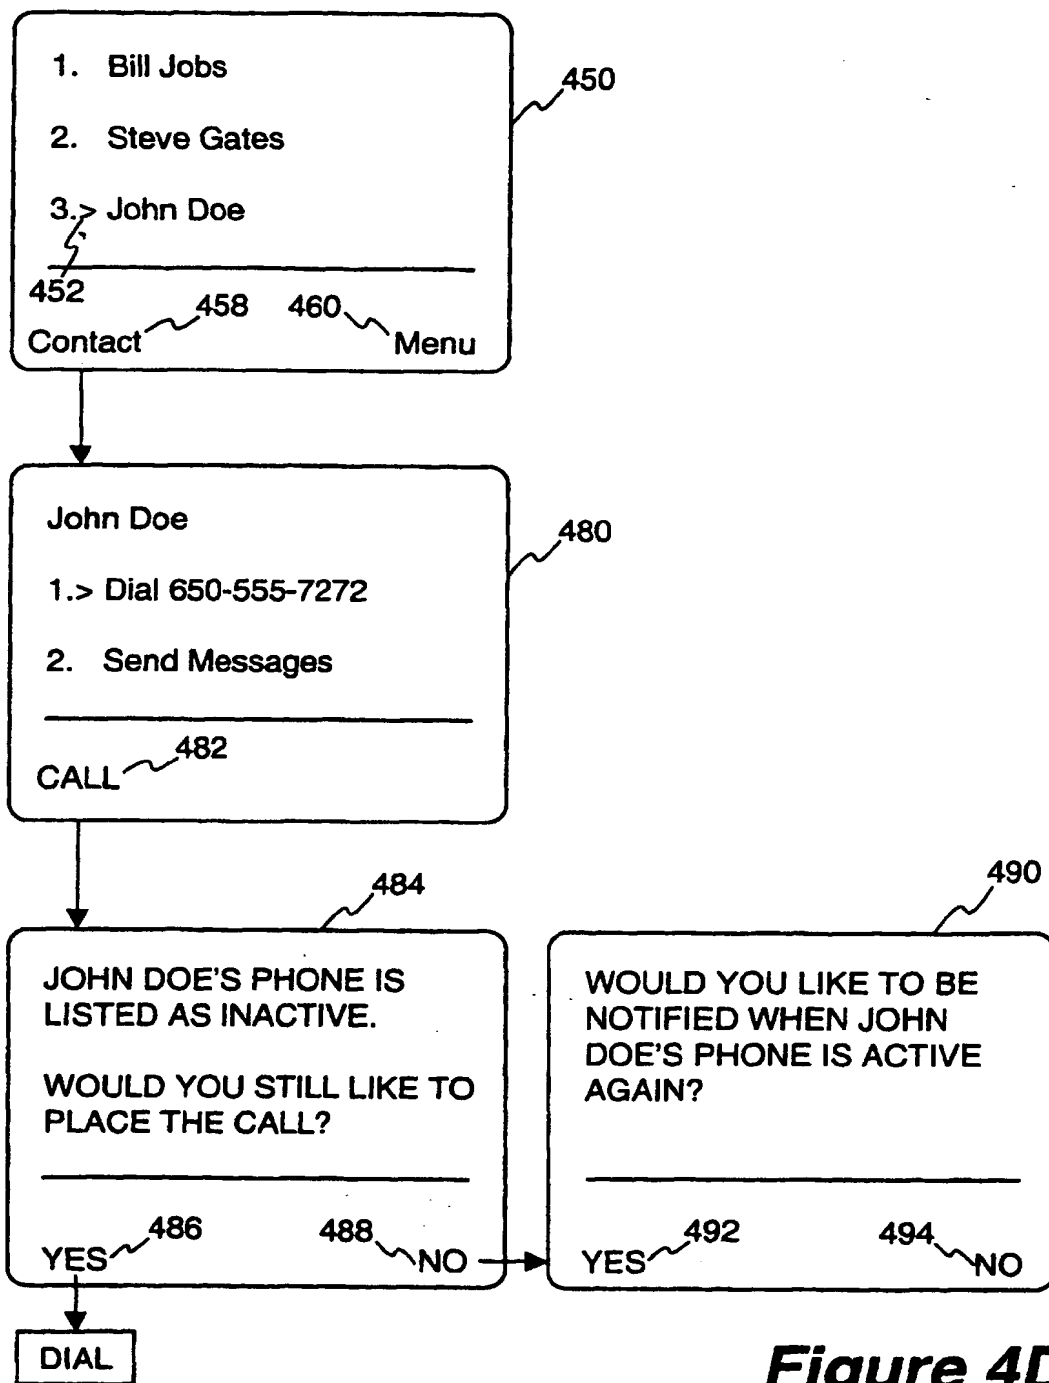 1. Bill Jobs
450
2. Steve Gates
3.> John Doe
452
458
460
Contact
Menu
John Doe
480
1.> Dial 650-555-7272
2. Send Messages
482
CALL
484
490
JOHN DOE'S PHONE IS
LISTED AS INACTIVE.
WOULD YOU STILL LIKE TO
PLACE THE CALL?
486
488
YES
NO
WOULD YOU LIKE TO BE
NOTIFIED WHEN JOHN
DOE'S PHONE IS ACTIVE
AGAIN?
492
494
YES
NO
DIAL
Figure 4D